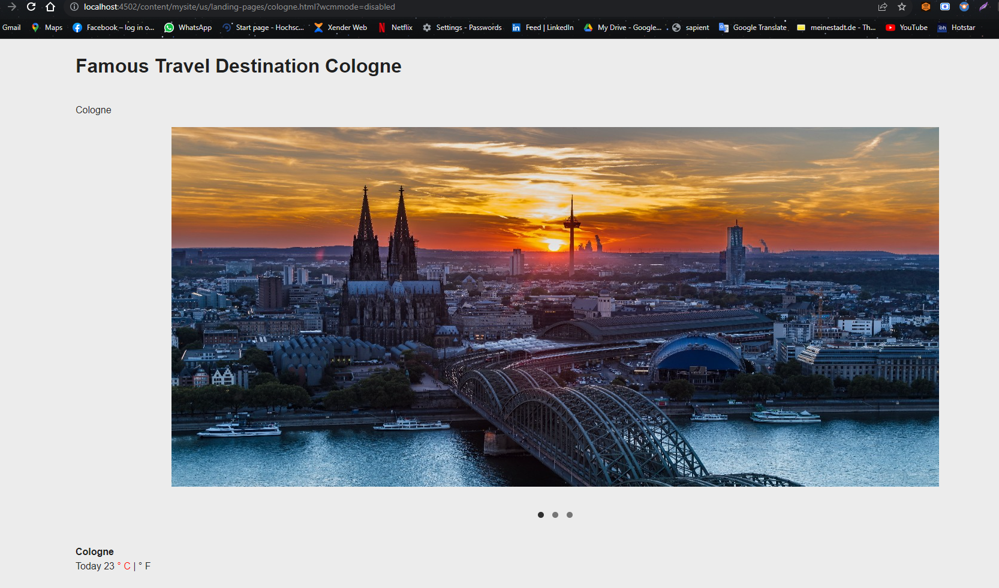 localhost:4502/content/mysite/us/landing-pages/cologne.html?wcmmode=disabled
Gmail Maps Facebook – log in o... WhatsApp Start page - Hochsc... Xender Web Netflix Settings - Passwords Feed | LinkedIn My Drive - Google... sapient Google Translate meinestadt.de - Th... YouTube Hotstar
Famous Travel Destination Cologne
Cologne
Cologne
Today 23 ° C | ° F